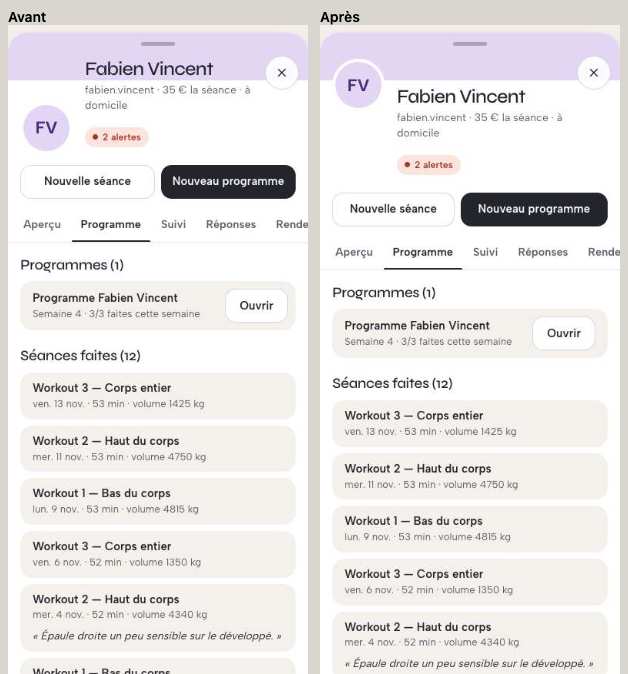 Avant
Fabien Vincent
fabien.vincent · 35 € la séance · à
domicile
FV
2 alertes
Nouvelle séance
Nouveau programme
Aperçu
Programme
Suivi
Réponses
Rende
Programmes (1)
Programme Fabien Vincent
Semaine 4 · 3/3 faites cette semaine
Ouvrir
Séances faites (12)
Workout 3 — Corps entier
ven. 13 nov. · 53 min · volume 1425 kg
Workout 2 — Haut du corps
mer. 11 nov. · 53 min · volume 4750 kg
Workout 1 — Bas du corps
lun. 9 nov. · 53 min · volume 4815 kg
Workout 3 — Corps entier
ven. 6 nov. · 52 min · volume 1350 kg
Workout 2 — Haut du corps
mer. 4 nov. · 52 min · volume 4340 kg
« Épaule droite un peu sensible sur le développé. »
Workout 1 — Bas du corps
Après
FV
Fabien Vincent
fabien.vincent · 35 € la séance · à
domicile
2 alertes
Nouvelle séance
Nouveau programme
Aperçu
Programme
Suivi
Réponses
Rende
Programmes (1)
Programme Fabien Vincent
Semaine 4 · 3/3 faites cette semaine
Ouvrir
Séances faites (12)
Workout 3 — Corps entier
ven. 13 nov. · 53 min · volume 1425 kg
Workout 2 — Haut du corps
mer. 11 nov. · 53 min · volume 4750 kg
Workout 1 — Bas du corps
lun. 9 nov. · 53 min · volume 4815 kg
Workout 3 — Corps entier
ven. 6 nov. · 52 min · volume 1350 kg
Workout 2 — Haut du corps
mer. 4 nov. · 52 min · volume 4340 kg
« Épaule droite un peu sensible sur le développé. »